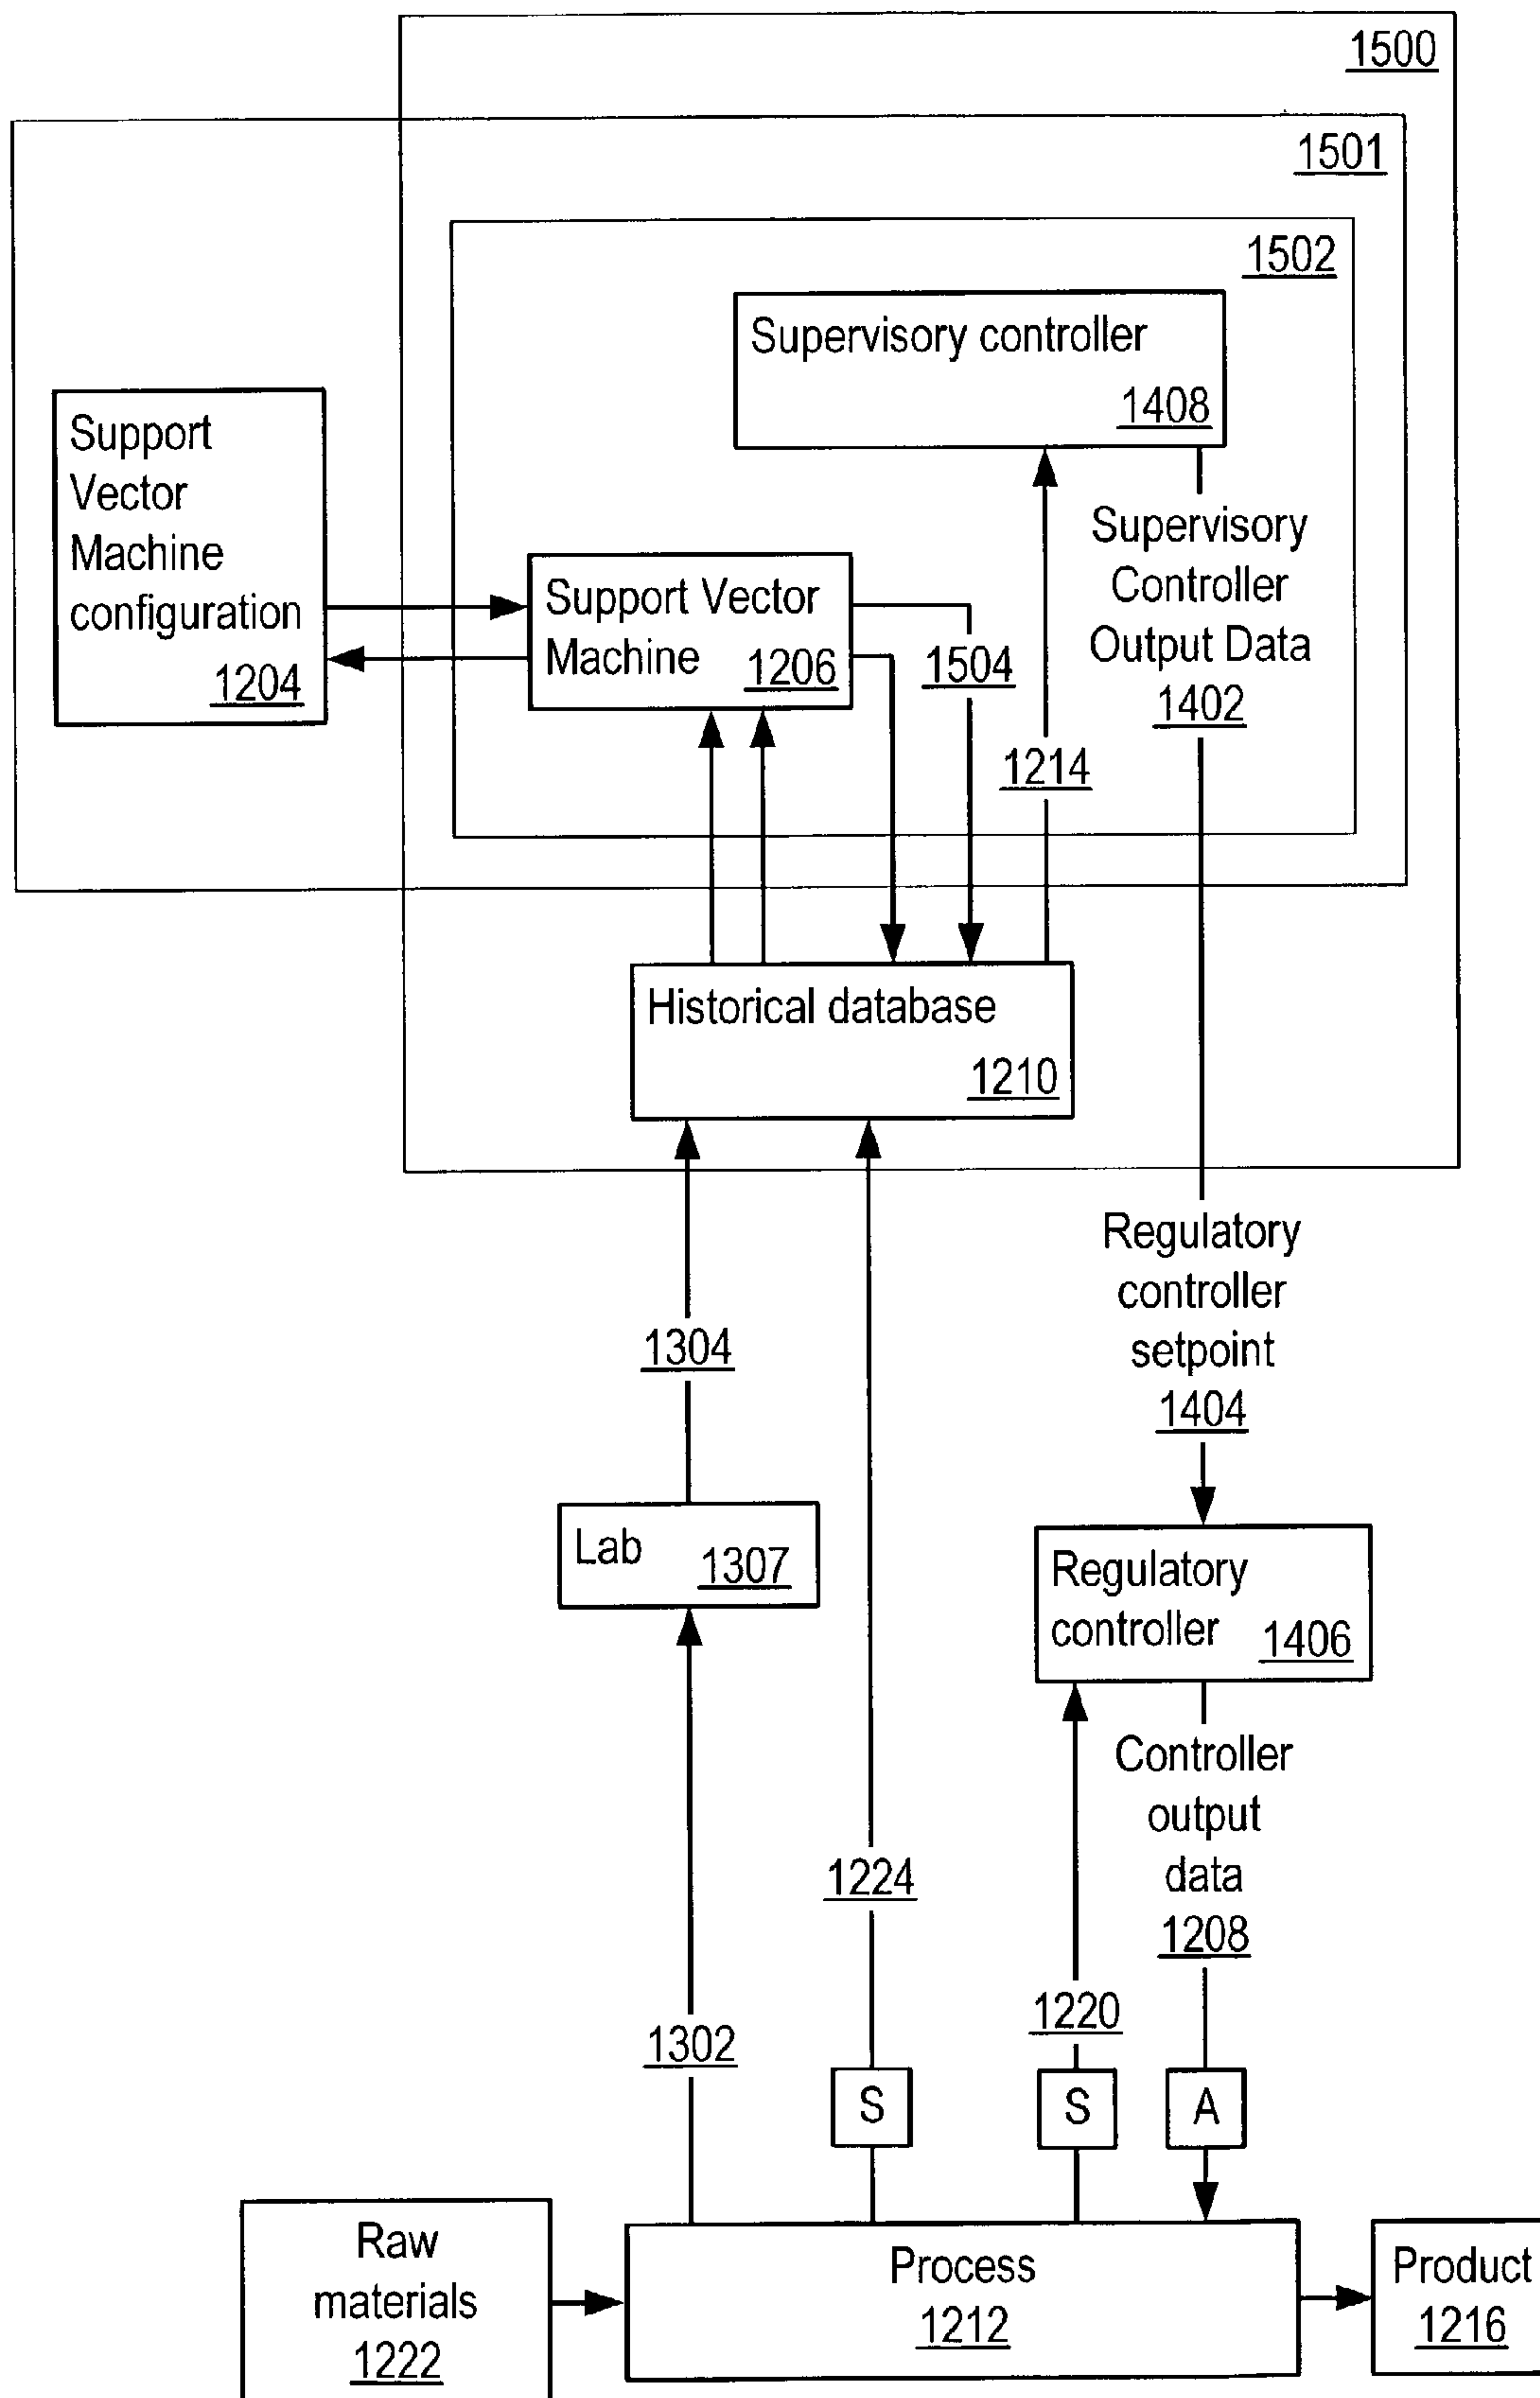 1500
1501
1502
Supervisory controller
1408
Support
Vector
Machine
configuration
1204
Supervisory
Controller
Output Data
1402
Support Vector
Machine 1206
1504
1214
Historical database
1210
Regulatory
controller
setpoint
1404
1304
Lab 1307
Regulatory
controller 1406
Controller
output
data
1208
1224
1220
1302
S
S
A
Raw
materials
1222
Process
1212
Product
1216